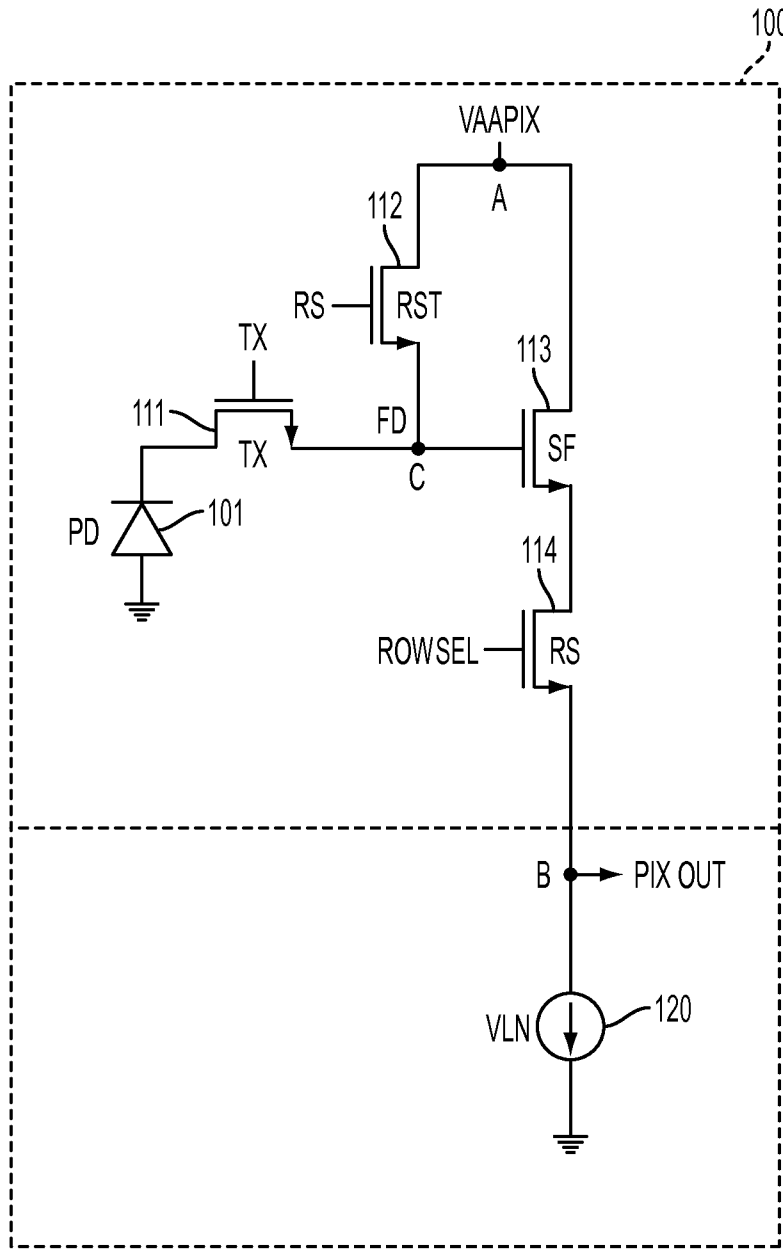 100
VAAPIX
A
112
RS
RST
TX
113
111
FD
SF
TX
C
PD
101
114
ROWSEL
RS
B
PIX OUT
VLN
120